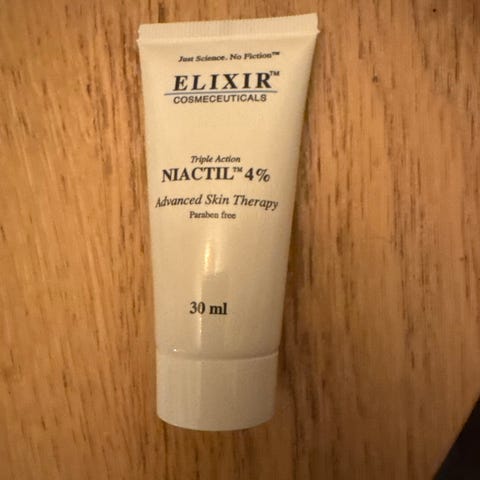 Just Science. No Fiction™
ELIXIR™
COSMECEUTICALS
Triple Action
NIACTIL™ 4%
Advanced Skin Therapy
Paraben free
30 ml